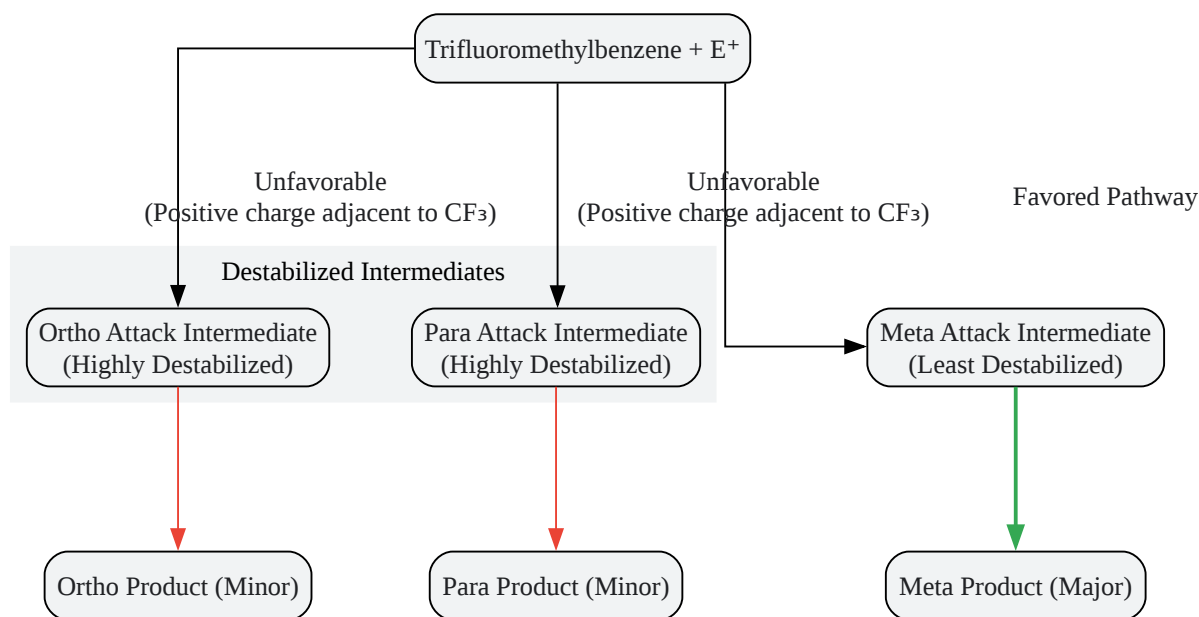 Trifluoromethylbenzene + E⁺
Unfavorable
(Positive charge adjacent to CF₃)
Unfavorable
(Positive charge adjacent to CF₃)
Favored Pathway
Destabilized Intermediates
Ortho Attack Intermediate
(Highly Destabilized)
Para Attack Intermediate
(Highly Destabilized)
Meta Attack Intermediate
(Least Destabilized)
Ortho Product (Minor)
Para Product (Minor)
Meta Product (Major)